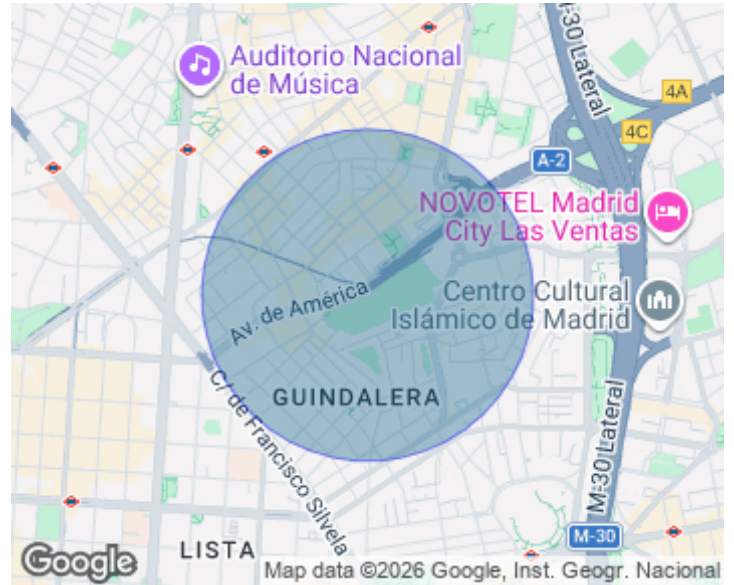 Auditorio Nacional
de Música
M-30 Lateral
4A
4C
A-2
NOVOTEL Madrid
City Las Ventas
Centro Cultural
Islámico de Madrid
Av. de América
GUINDALERA
C/ de Francisco Silvela
M-30 Lateral
M-30
LISTA
Google
Map data ©2026 Google, Inst. Geogr. Nacional